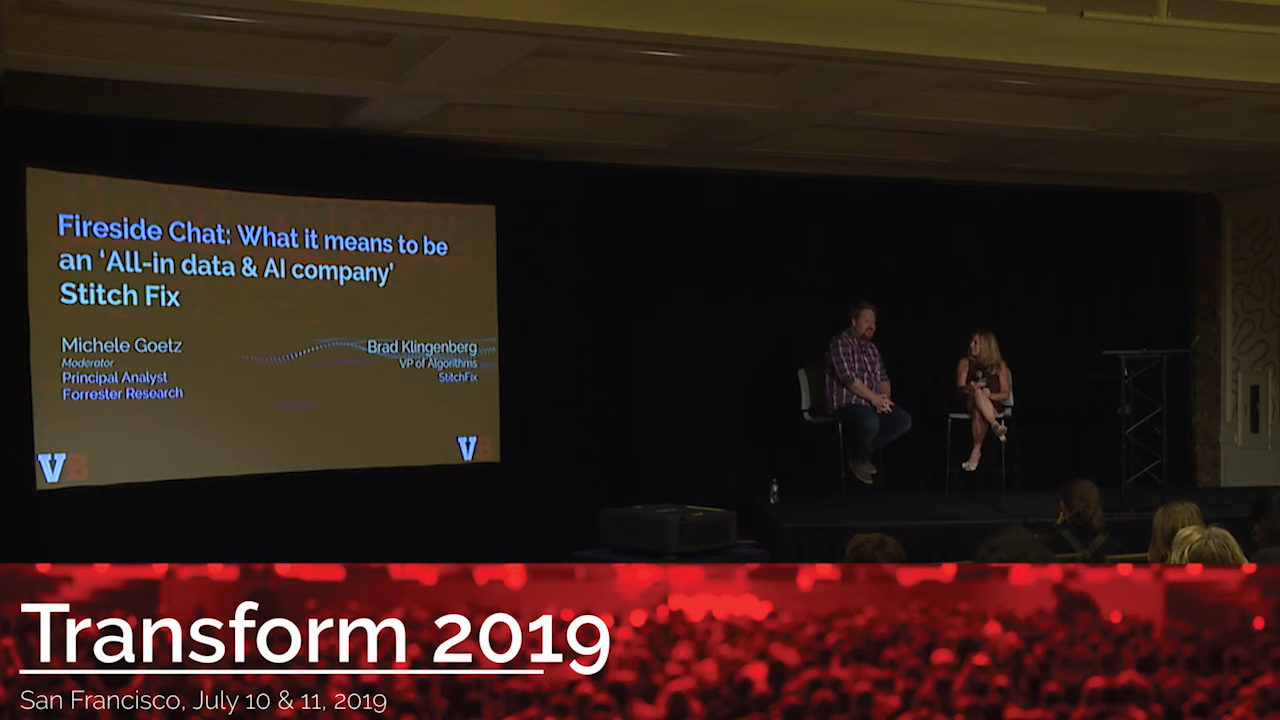 Fireside Chat: What it means to be
an ‘All-in data & AI company’
Stitch Fix
Michele Goetz
Moderator
Principal Analyst
Forrester Research
Brad Klingenberg
VP of Algorithms
StitchFix
VB
VB
Transform 2019
San Francisco, July 10 & 11, 2019